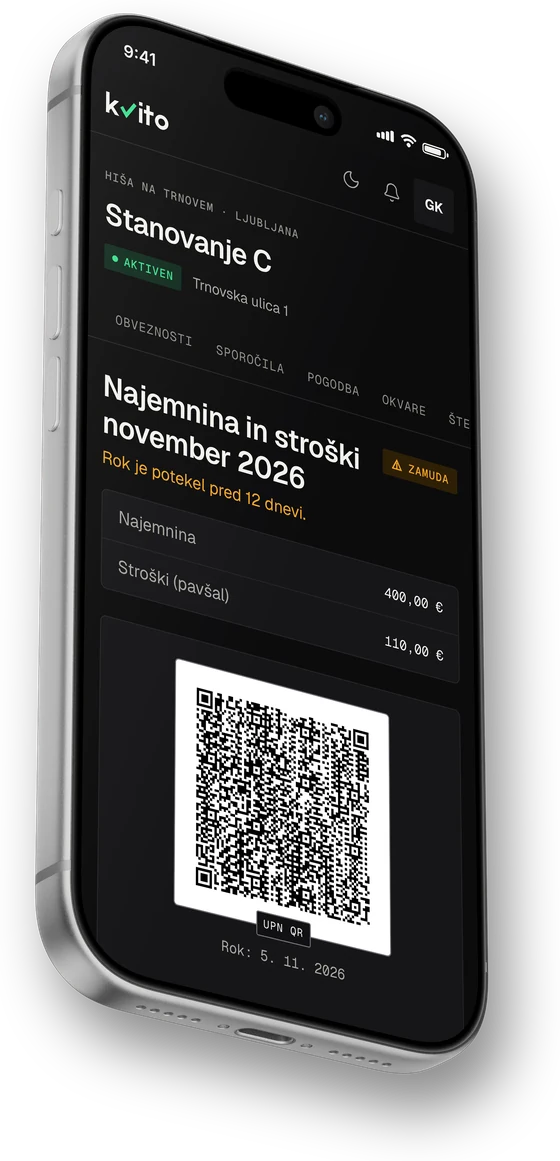 9:41
kvito
GK
HIŠA NA TRNOVEM · LJUBLJANA
Stanovanje C
AKTIVEN
Trnovska ulica 1
OBVEZNOSTI
SPOROČILA
POGODBA
OKVARE
ŠTE
Najemnina in stroški
november 2026
ZAMUDA
Rok je potekel pred 12 dnevi.
Najemnina 400,00 €
Stroški (pavšal) 110,00 €
UPN QR
Rok: 5. 11. 2026